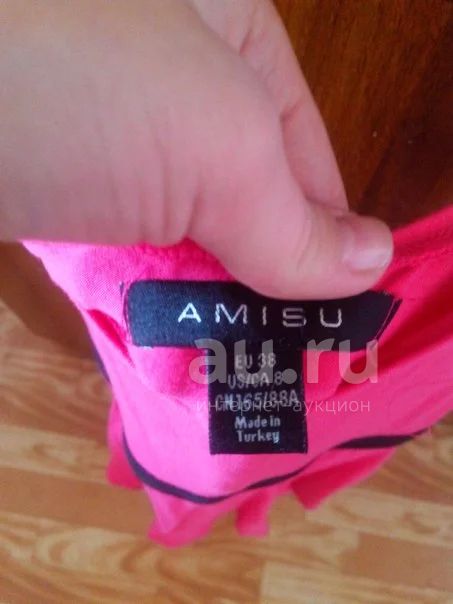 AMISU
EU 38
au.ru
US/CA 8
CN165/88A
интернет-аукцион
Made in
Turkey